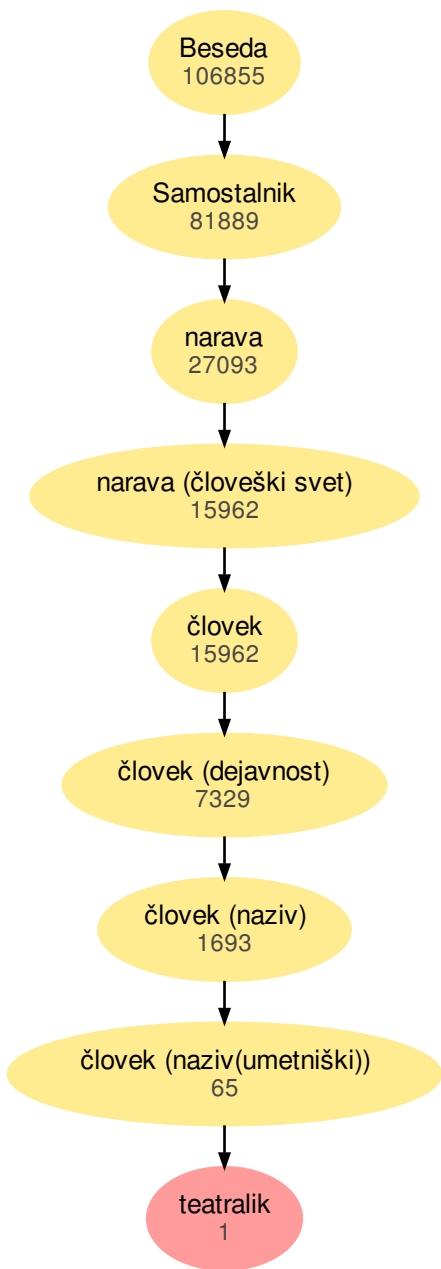 Beseda
106855
Samostalnik
81889
narava
27093
narava (človeški svet)
15962
človek
15962
človek (dejavnost)
7329
človek (naziv)
1693
človek (naziv(umetniški))
65
teatralik
1